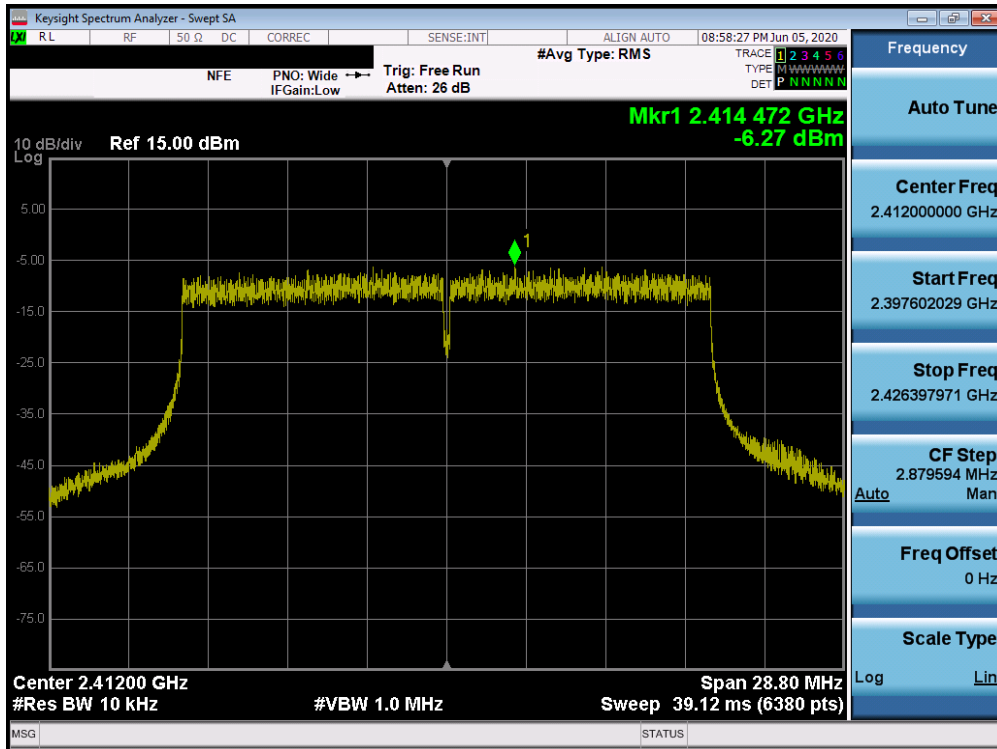 Keysight Spectrum Analyzer - Swept SA
LXI RL RF 50 Ω DC CORREC SENSE:INT ALIGN AUTO 08:58:27 PM Jun 05, 2020
Frequency
#Avg Type: RMS TRACE 1 2 3 4 5 6
NFE PNO: Wide Trig: Free Run TYPE M W W W W W
IFGain:Low Atten: 26 dB DET P N N N N N
Auto Tune
Mkr1 2.414 472 GHz
-6.27 dBm
10 dB/div Ref 15.00 dBm
Log
Center Freq
2.412000000 GHz
5.00
1
-5.00
Start Freq
2.397602029 GHz
-15.0
-25.0
Stop Freq
2.426397971 GHz
-35.0
-45.0
CF Step
2.879594 MHz
Auto Man
-55.0
Freq Offset
0 Hz
-65.0
-75.0
Scale Type
Log Lin
Center 2.41200 GHz Span 28.80 MHz
#Res BW 10 kHz #VBW 1.0 MHz Sweep 39.12 ms (6380 pts)
MSG STATUS